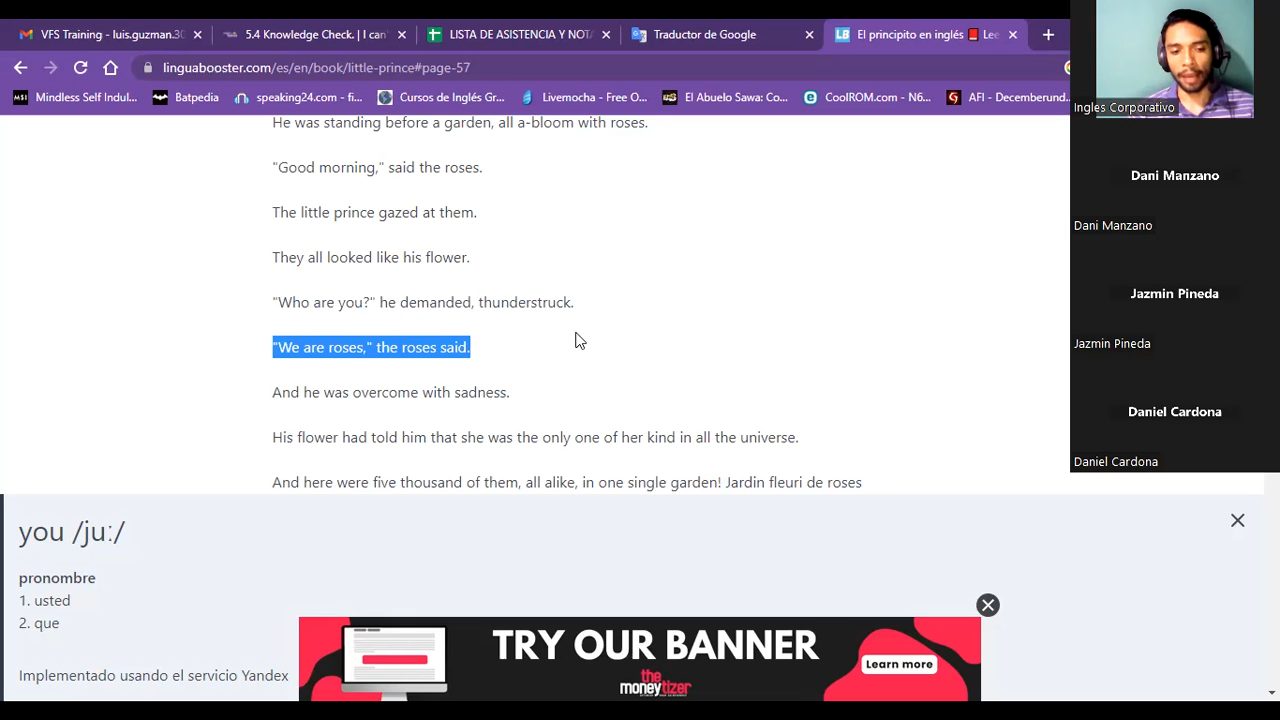 VFS Training - luis.guzman.30
5.4 Knowledge Check. | I can'
LISTA DE ASISTENCIA Y NOTA
Traductor de Google
El principito en inglés
Lee
linguabooster.com/es/en/book/little-prince#page-57
Mindless Self Indul...
Batpedia
speaking24.com - fi...
Cursos de Inglés Gr...
Livemocha - Free O...
El Abuelo Sawa: Co...
CoolROM.com - N6...
AFI - Decemberund...
Ingles Corporativo
Dani Manzano
Dani Manzano
Jazmin Pineda
Jazmin Pineda
Daniel Cardona
Daniel Cardona
He was standing before a garden, all a-bloom with roses.
"Good morning," said the roses.
The little prince gazed at them.
They all looked like his flower.
"Who are you?" he demanded, thunderstruck.
"We are roses," the roses said.
And he was overcome with sadness.
His flower had told him that she was the only one of her kind in all the universe.
And here were five thousand of them, all alike, in one single garden! Jardin fleuri de roses
you /juː/
pronombre
1. usted
2. que
Implementado usando el servicio Yandex
TRY OUR BANNER
the
moneytizer
Learn more